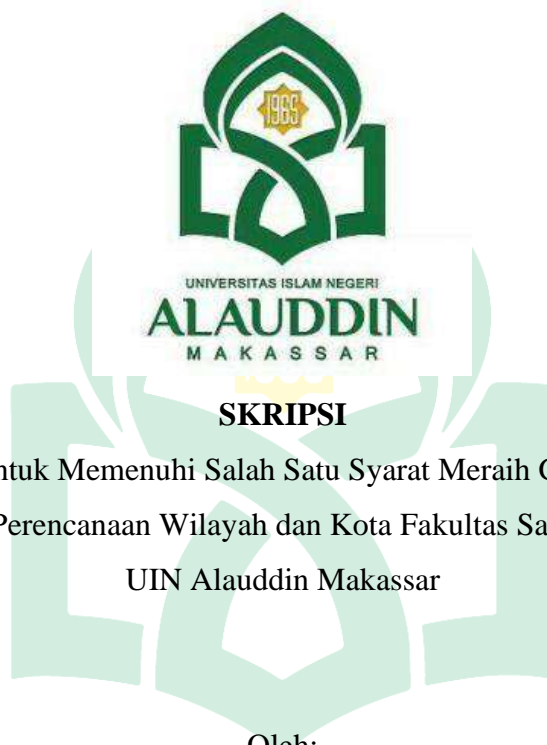 1965
UNIVERSITAS ISLAM NEGERI
ALAUDDIN
MAKASSAR
SKRIPSI
ntuk Memenuhi Salah Satu Syarat Meraih
Perencanaan Wilayah dan Kota Fakultas Sa
UIN Alauddin Makassar
Oleh: